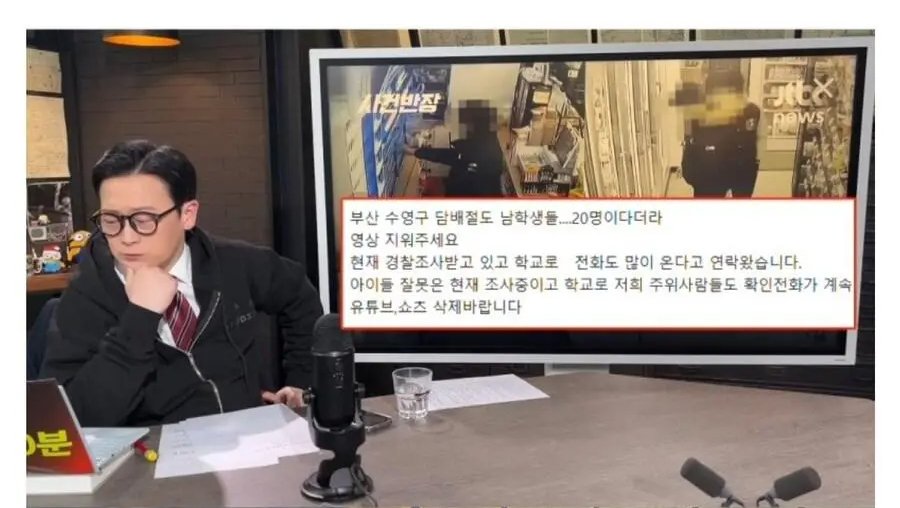 사건반장
JTBC
news
부산 수영구 담배절도 남학생들....20명이다더라
영상 지워주세요
현재 경찰조사받고 있고 학교로 전화도 많이 온다고 연락왔습니다.
아이들 잘못은 현재 조사중이고 학교로 저희 주위사람들도 확인전화가 계속
유튜브,쇼츠 삭제바랍니다
분